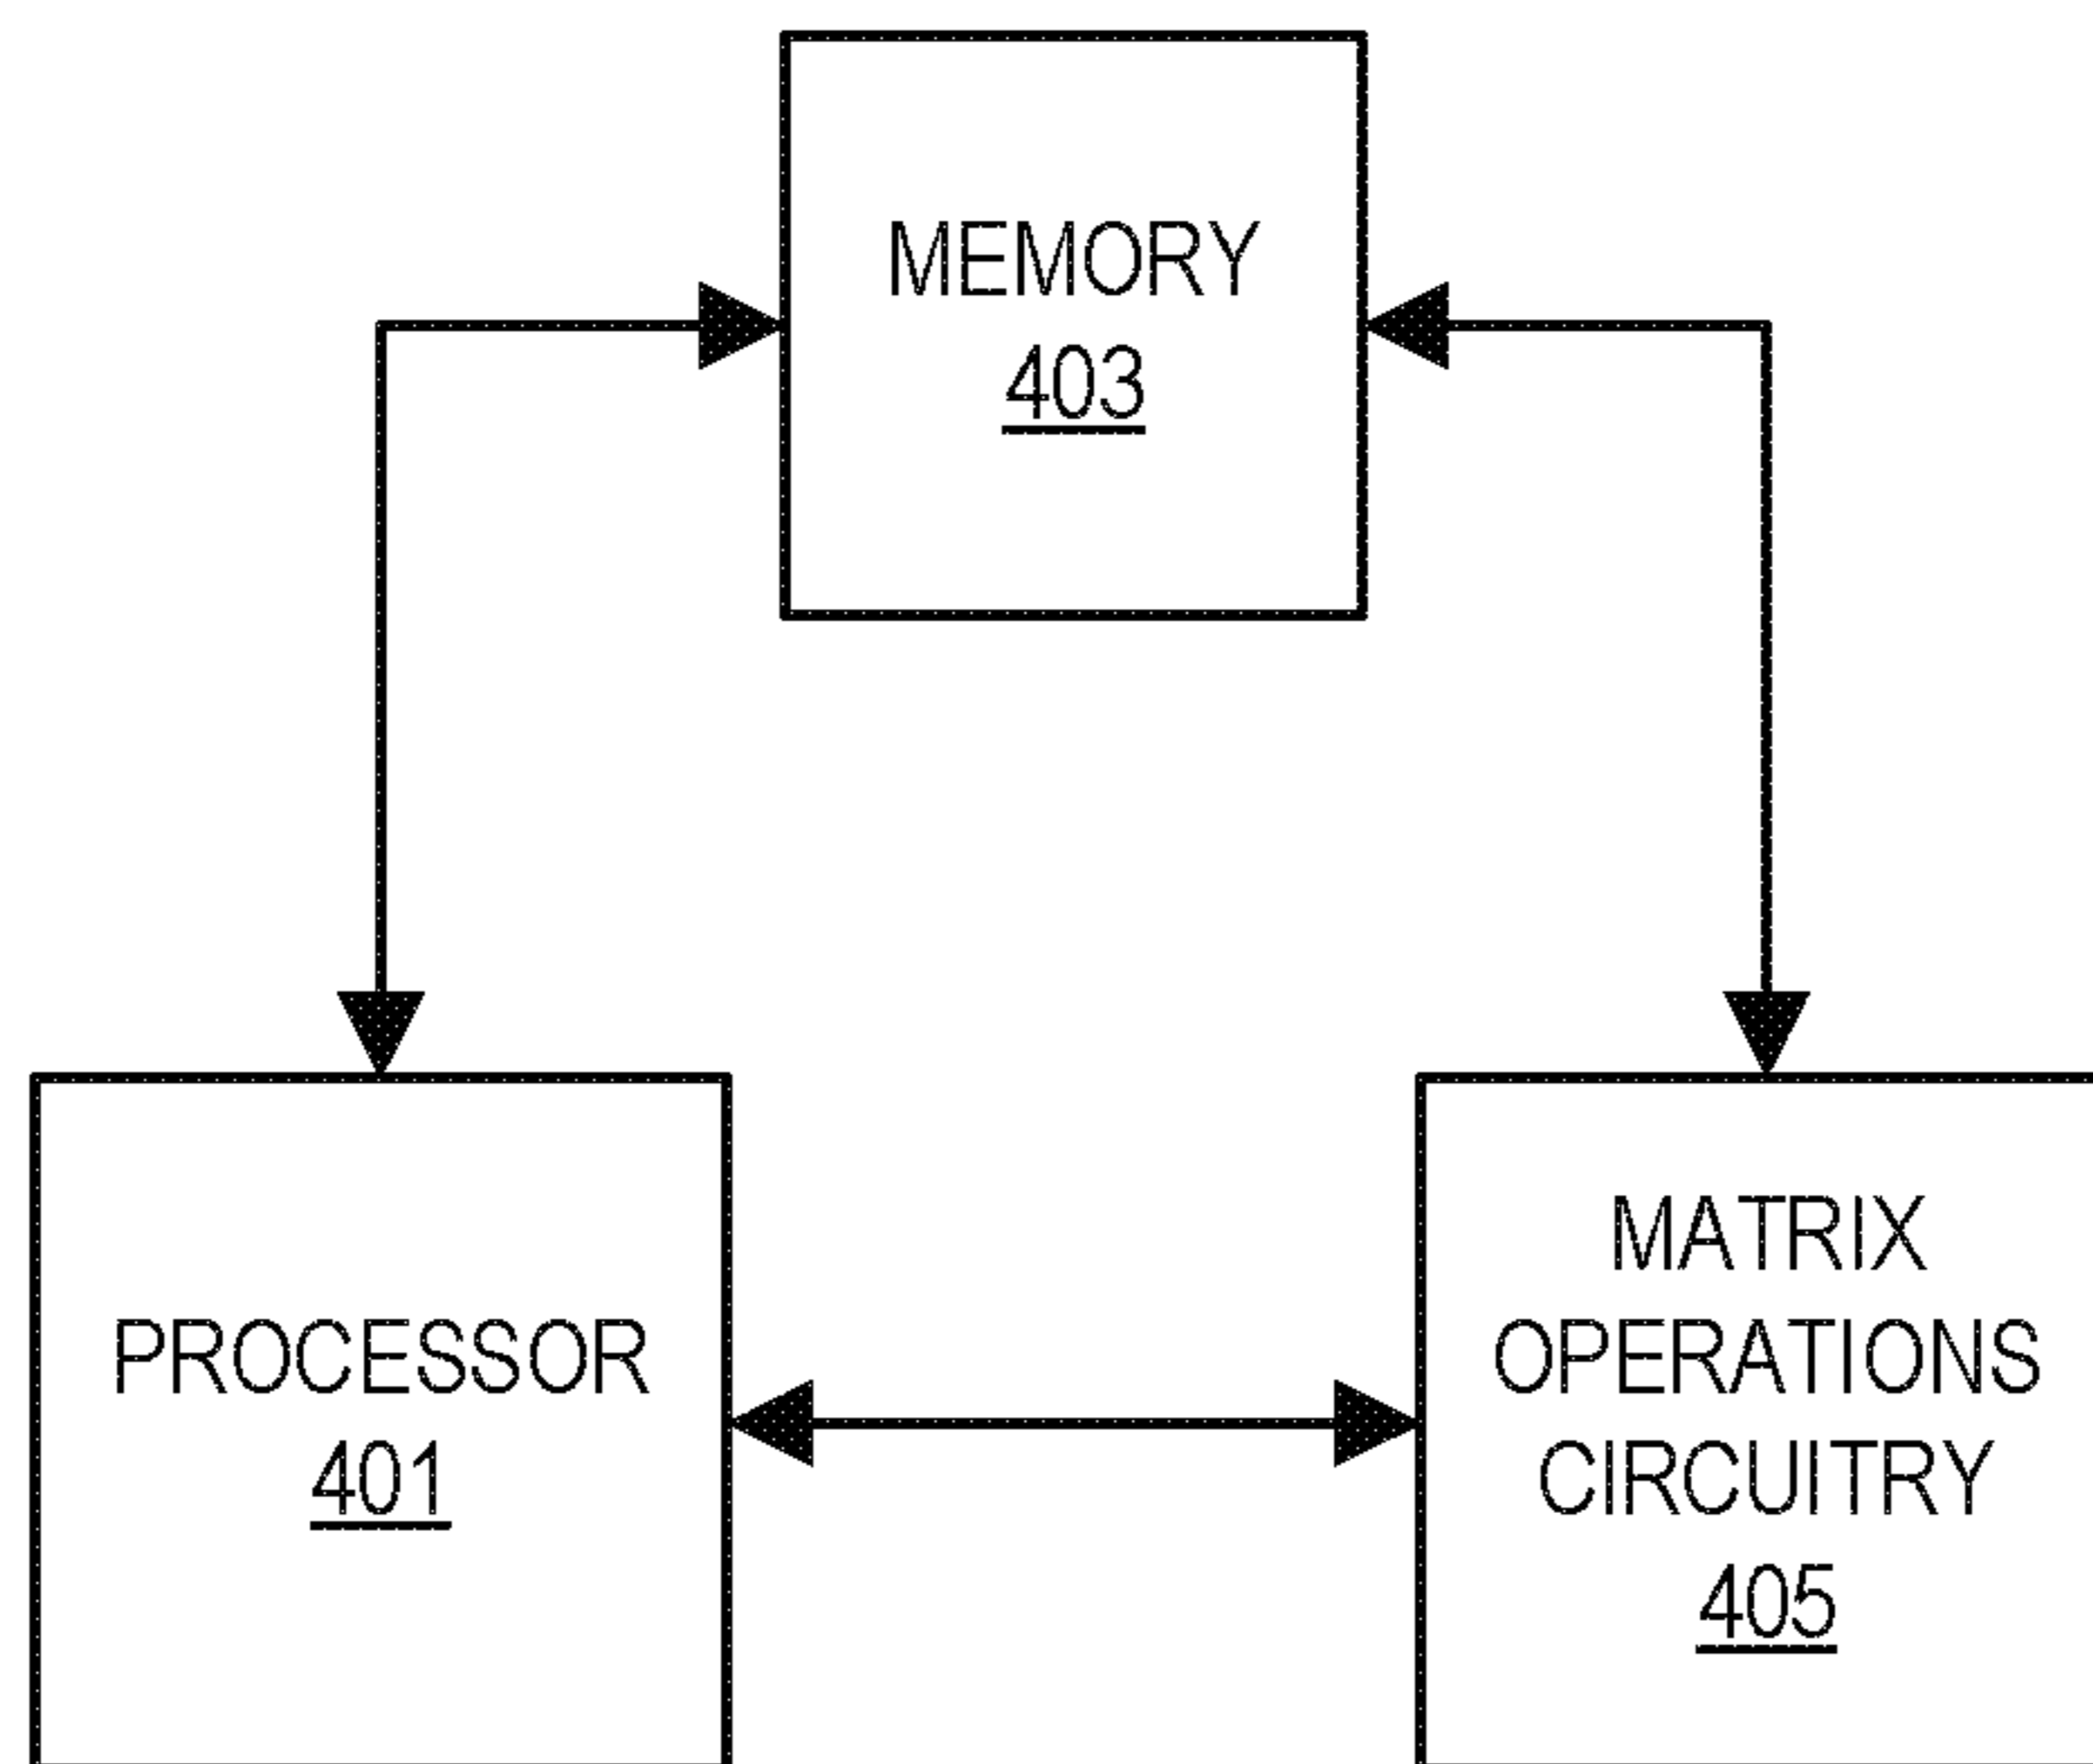 MEMORY
403
PROCESSOR
401
MATRIX
OPERATIONS
CIRCUITRY
405